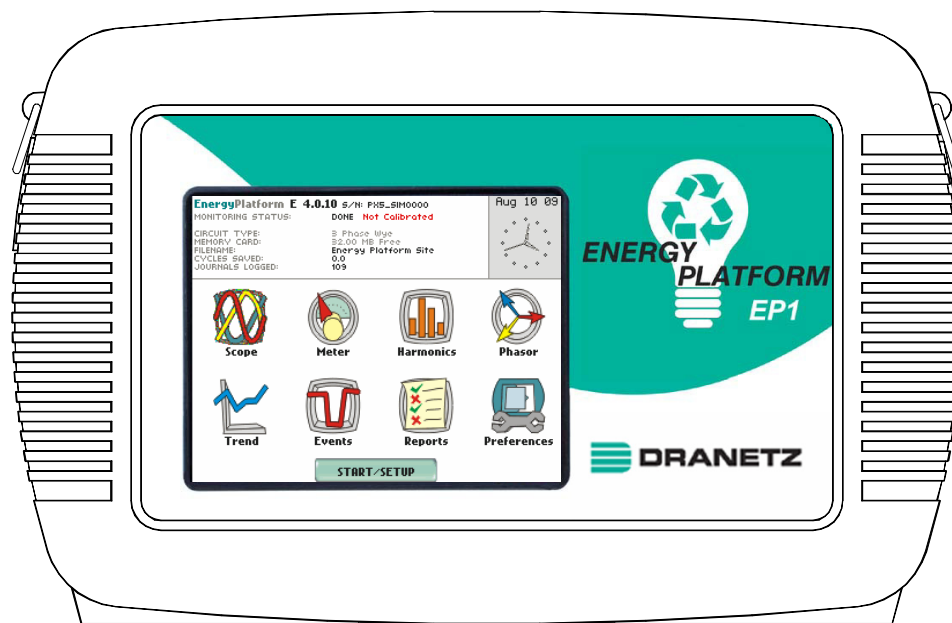 EnergyPlatform E 4.0.10 S/N: PX5_SIM0000
Aug 10 09
MONITORING STATUS: DONE Not Calibrated
CIRCUIT TYPE: 3 Phase Wye
MEMORY CARD: 32.00 MB Free
FILENAME: Energy Platform Site
CYCLES SAVED: 0.0
JOURNALS LOGGED: 109
Scope Meter Harmonics Phasor
Trend Events Reports Preferences
START/SETUP
ENERGY
PLATFORM
EP1
DRANETZ